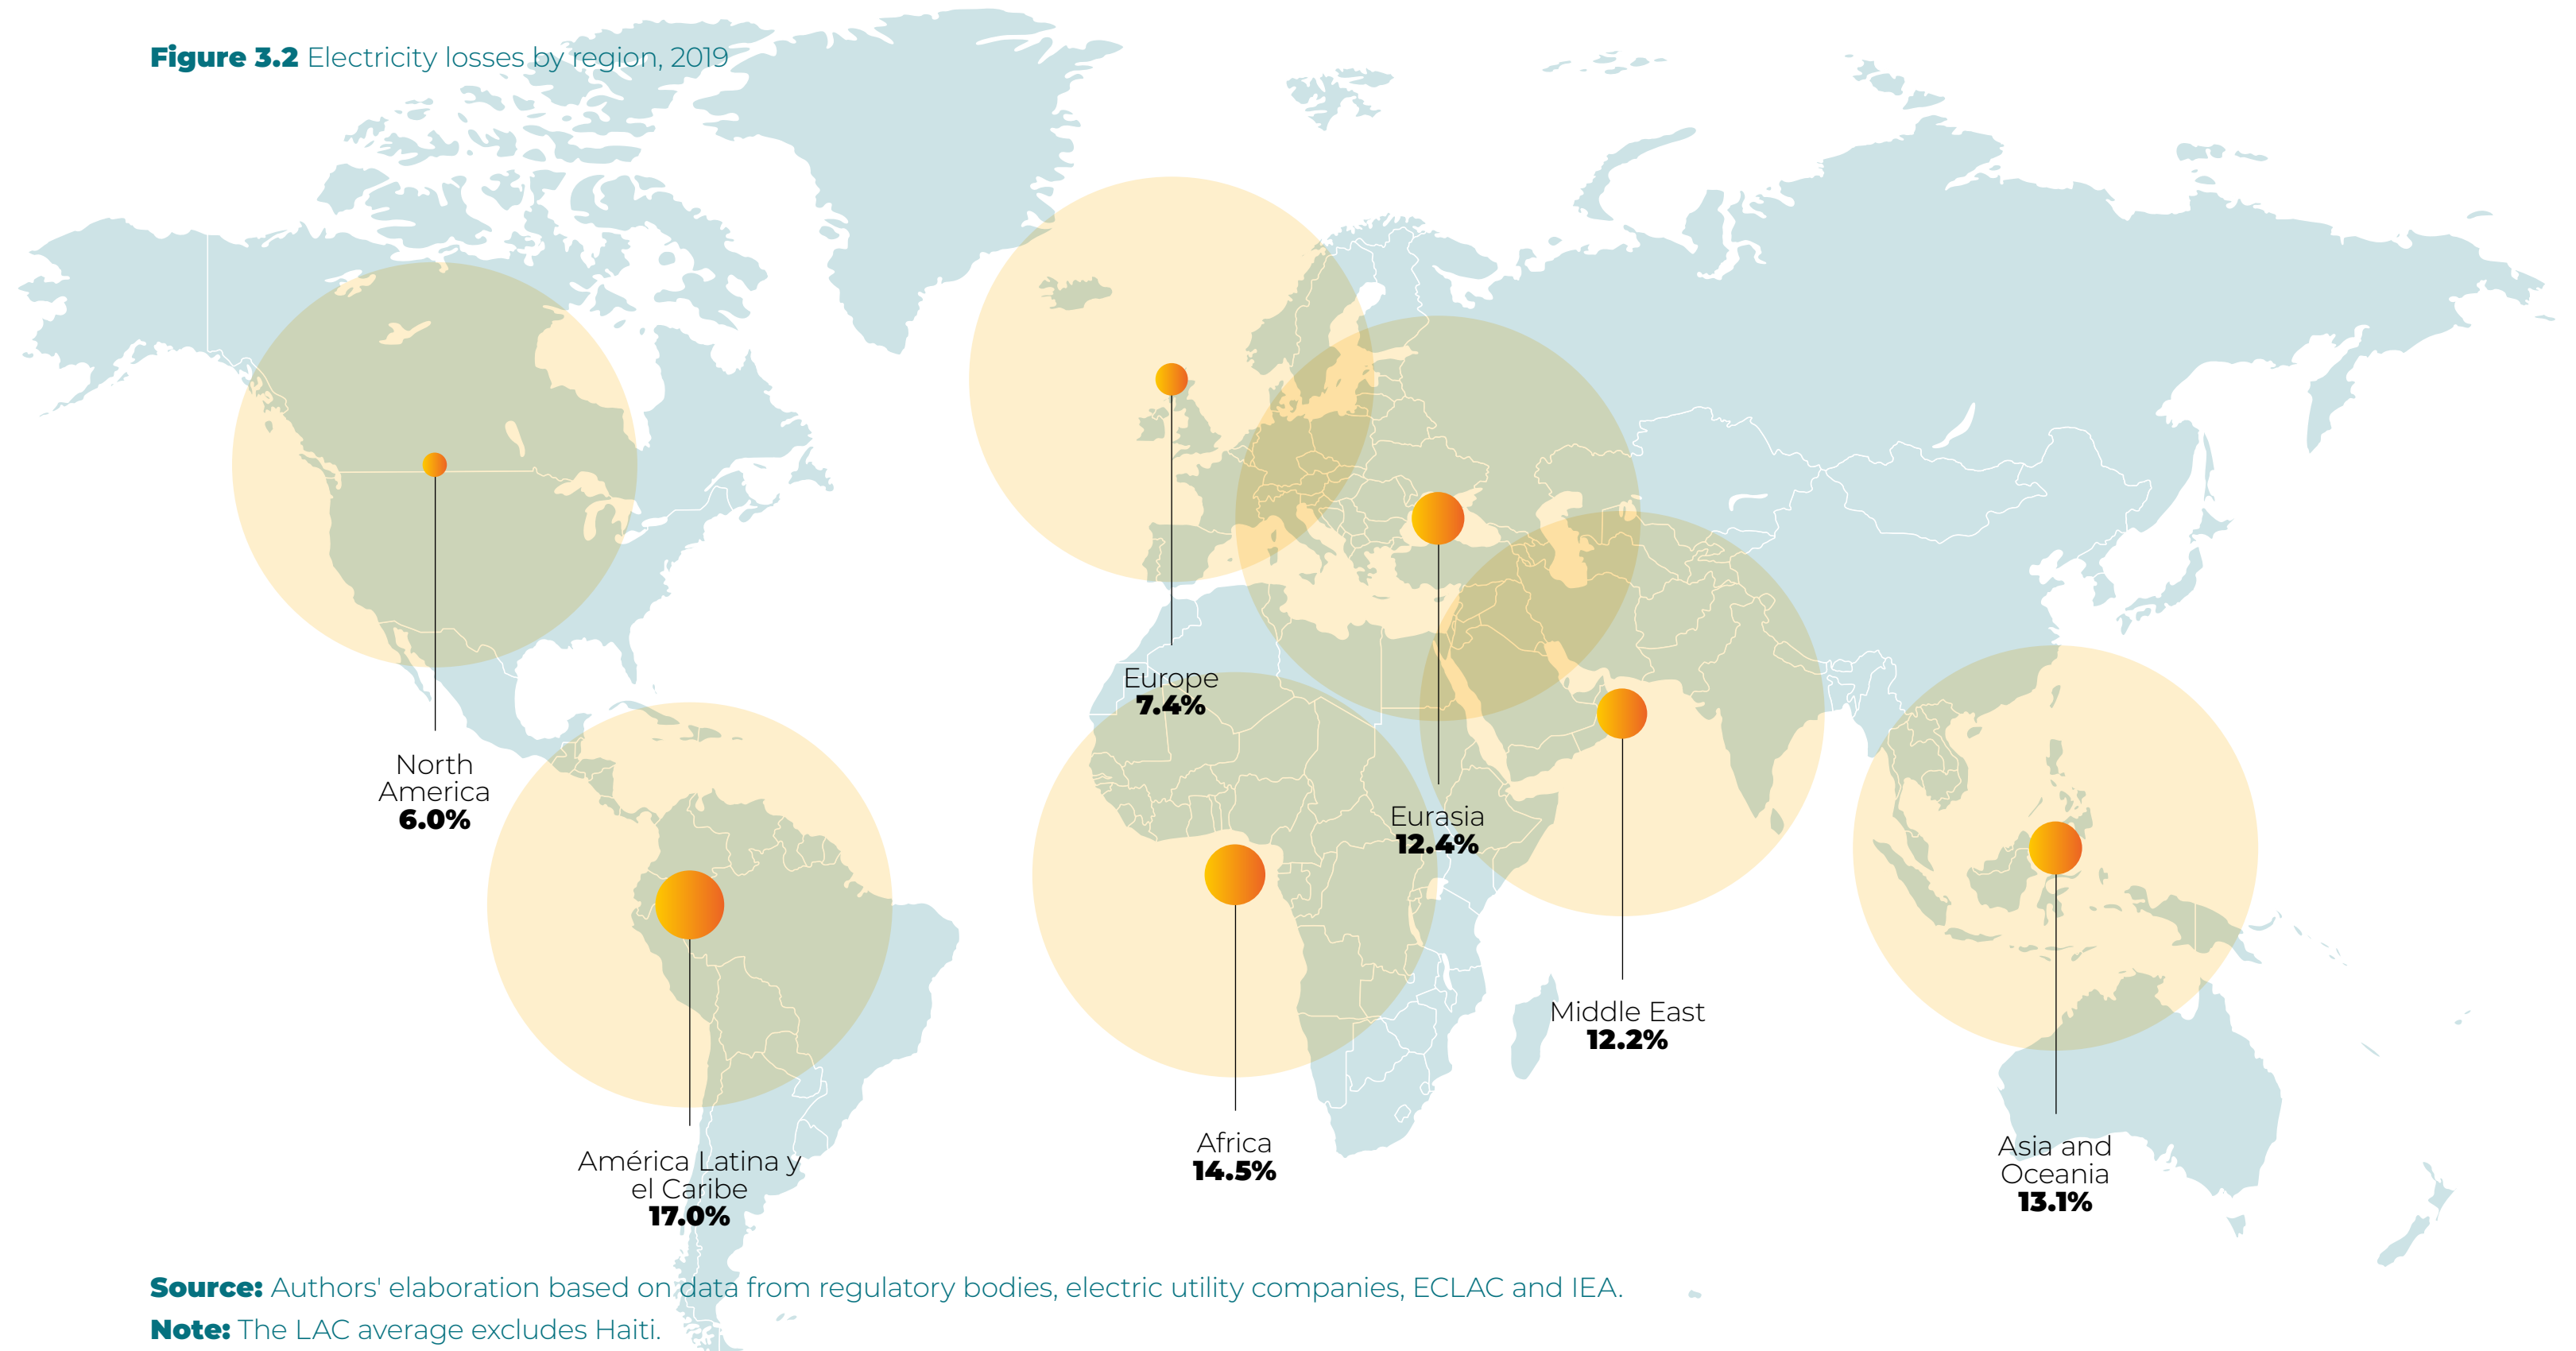 Figure 3.2 Electricity losses by region, 2019
Europe
7.4%
North
America
6.0%
Eurasia
12.4%
Middle East
12.2%
Africa
14.5%
Asia and
Oceania
13.1%
América Latina y
el Caribe
17.0%
Source: Authors' elaboration based on data from regulatory bodies, electric utility companies, ECLAC and IEA.
Note: The LAC average excludes Haiti.